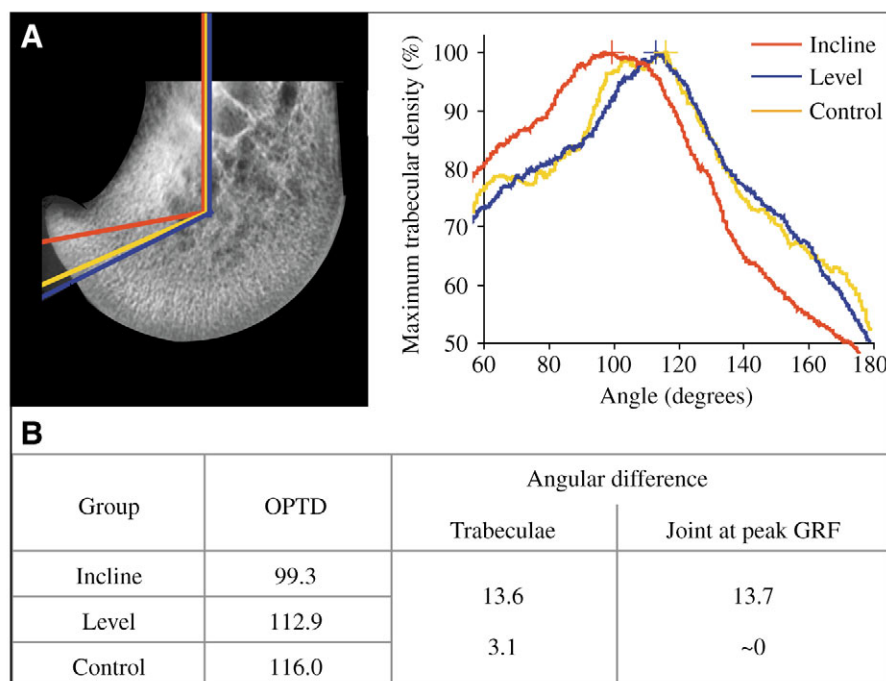 A
Maximum trabecular density (%)
100
90
80
70
60
50
60 80 100 120 140 160 180
Angle (degrees)
Incline
Level
Control
B
Group OPTD Angular difference
Trabeculae Joint at peak GRF
Incline 99.3
13.6 13.7
Level 112.9
3.1 ~0
Control 116.0